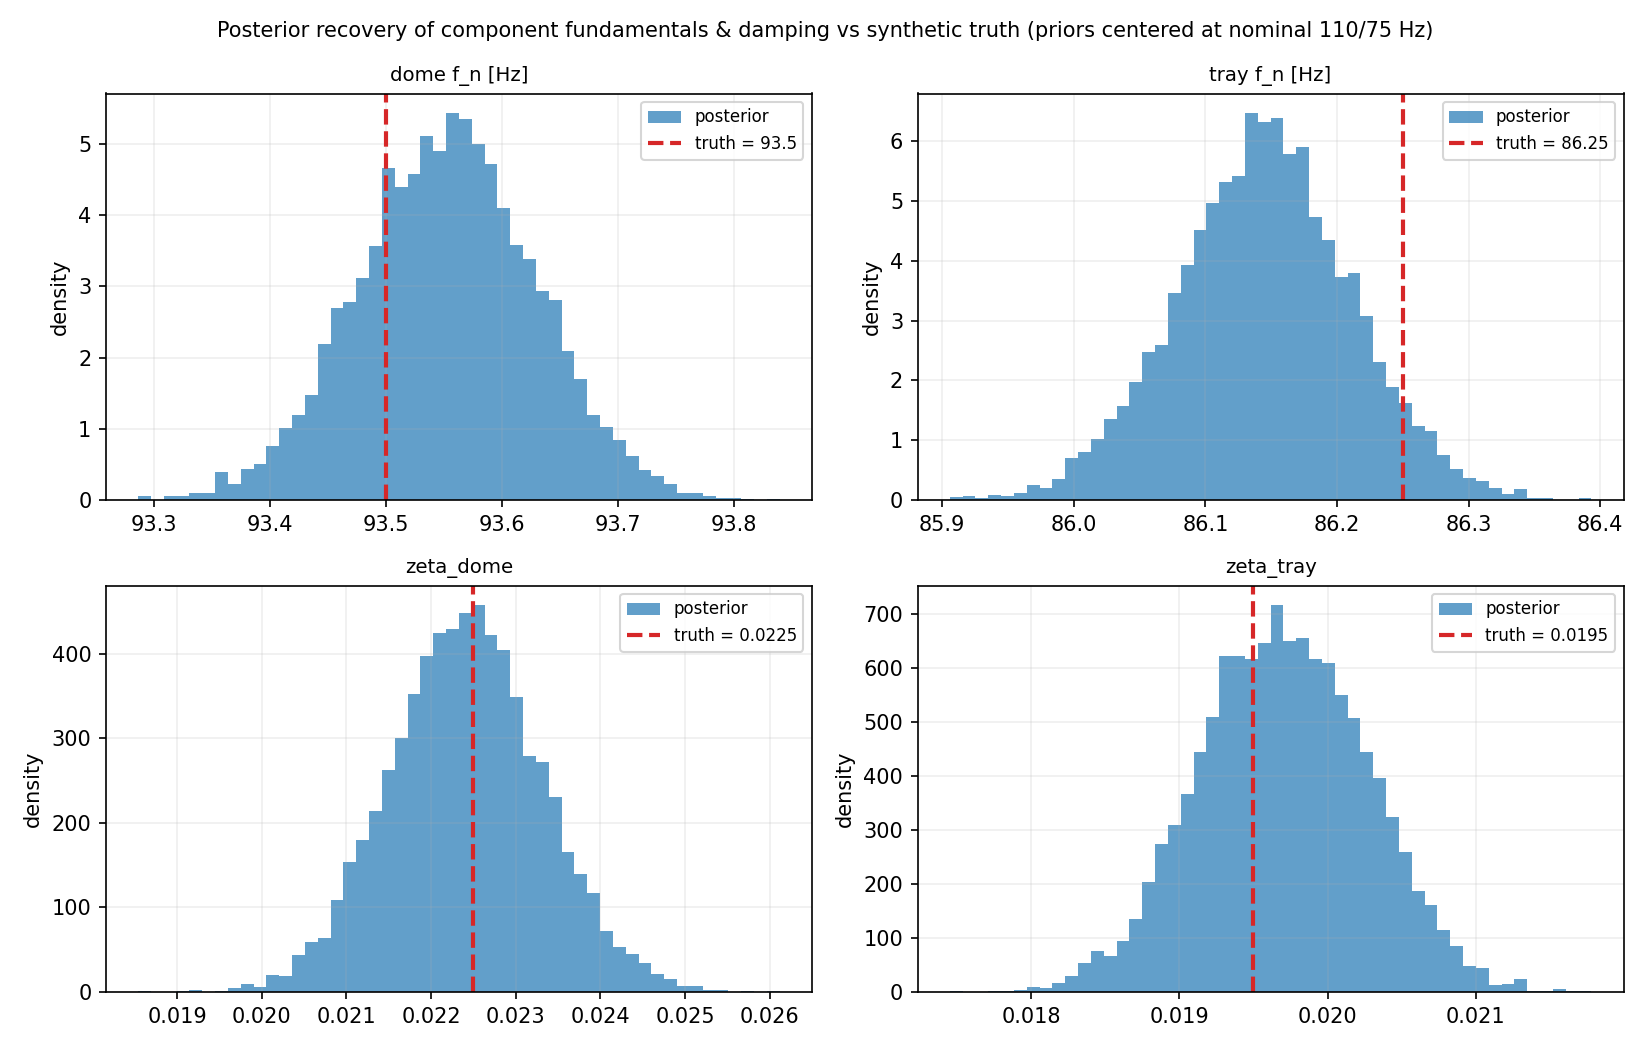 Posterior recovery of component fundamentals & damping vs synthetic truth (priors centered at nominal 110/75 Hz)
dome f_n [Hz]
posterior
truth = 93.5
density
5
4
3
2
1
0
93.3 93.4 93.5 93.6 93.7 93.8
tray f_n [Hz]
posterior
truth = 86.25
density
6
5
4
3
2
1
0
85.9 86.0 86.1 86.2 86.3 86.4
zeta_dome
posterior
truth = 0.0225
density
400
300
200
100
0
0.019 0.020 0.021 0.022 0.023 0.024 0.025 0.026
zeta_tray
posterior
truth = 0.0195
density
700
600
500
400
300
200
100
0
0.018 0.019 0.020 0.021